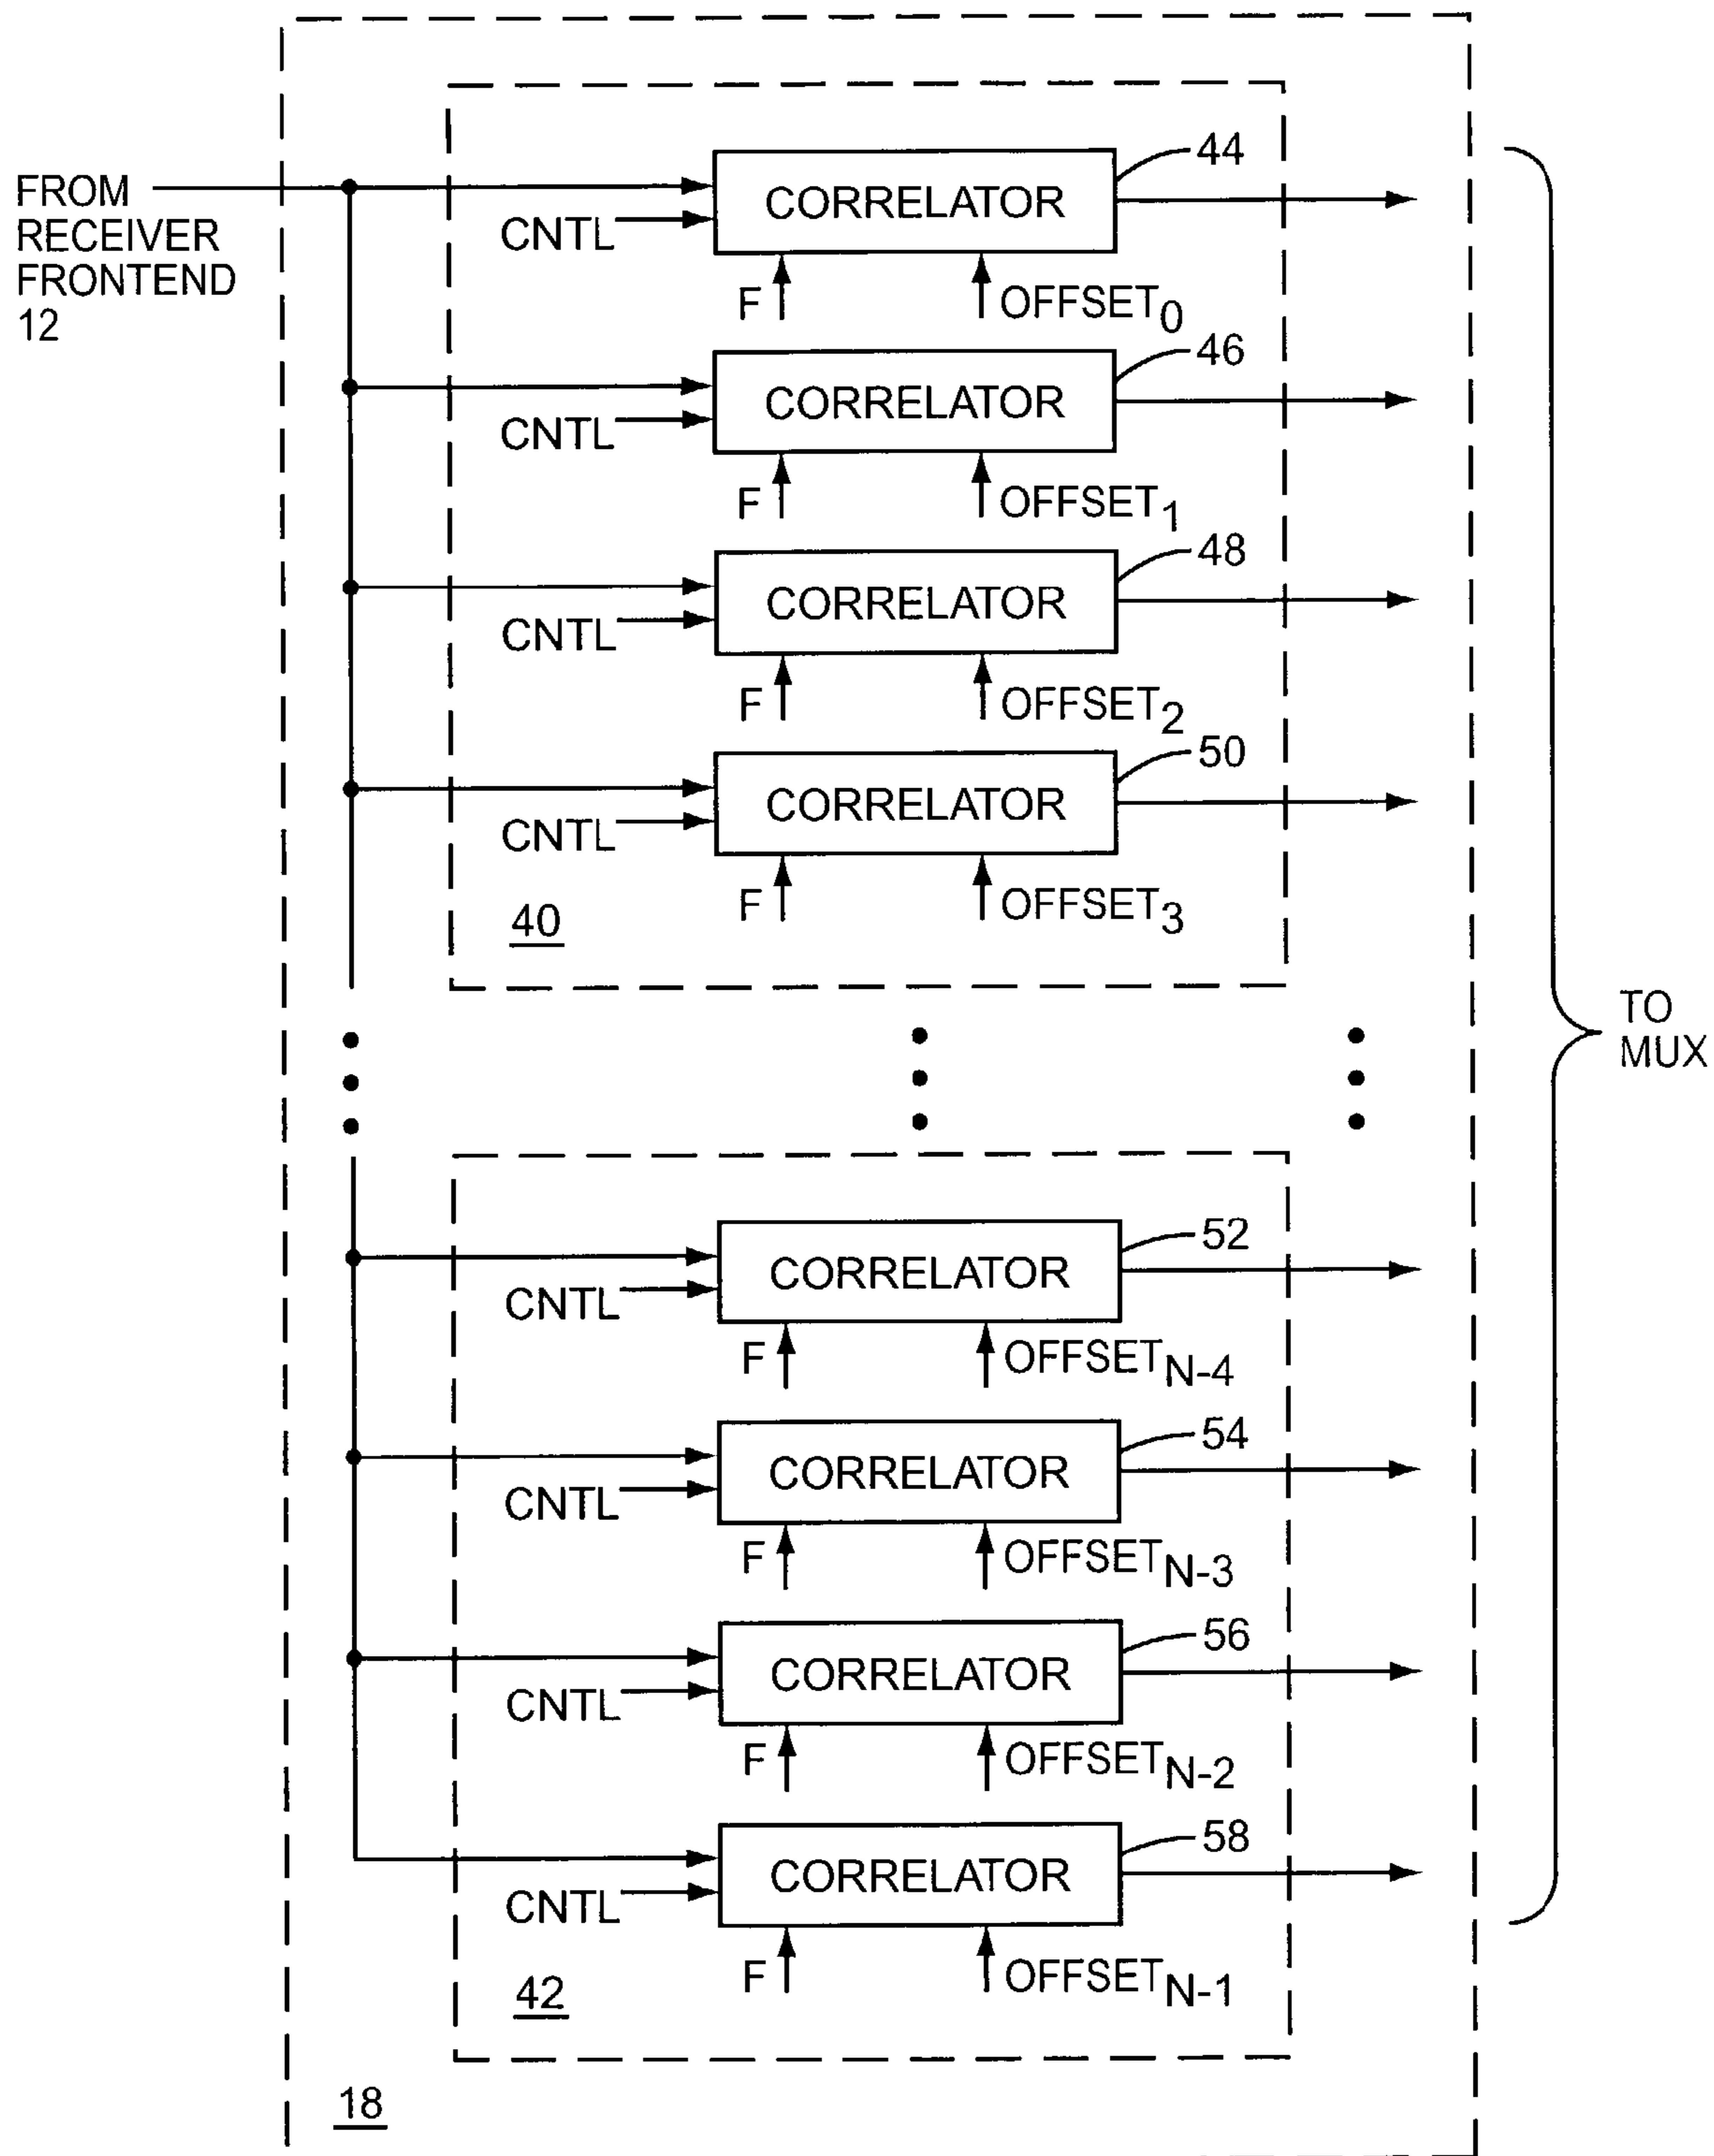 FROM
RECEIVER
FRONTEND
12
CORRELATOR
44
CNTL
F
OFFSET0
CORRELATOR
46
CNTL
F
OFFSET1
CORRELATOR
48
CNTL
F
OFFSET2
CORRELATOR
50
CNTL
F
OFFSET3
40
TO
MUX
CORRELATOR
52
CNTL
F
OFFSETN-4
CORRELATOR
54
CNTL
F
OFFSETN-3
CORRELATOR
56
CNTL
F
OFFSETN-2
CORRELATOR
58
CNTL
F
OFFSETN-1
42
18